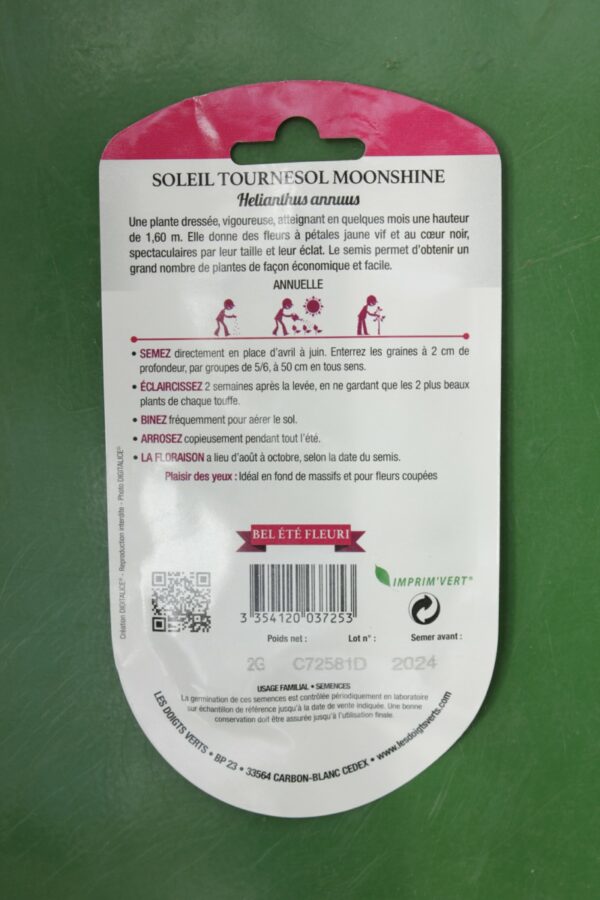 SOLEIL TOURNESOL MOONSHINE
Helianthus annuus
Une plante dressée, vigoureuse, atteignant en quelques mois une hauteur
de 1,60 m. Elle donne des fleurs à pétales jaune vif et au cœur noir,
spectaculaires par leur taille et leur éclat. Le semis permet d'obtenir un
grand nombre de plantes de façon économique et facile.
ANNUELLE
• SEMEZ directement en place d'avril à juin. Enterrez les graines à 2 cm de
profondeur, par groupes de 5/6, à 50 cm en tous sens.
• ÉCLAIRCISSEZ 2 semaines après la levée, en ne gardant que les 2 plus beaux
plants de chaque touffe.
• BINEZ fréquemment pour aérer le sol.
• ARROSEZ copieusement pendant tout l'été.
• LA FLORAISON a lieu d'août à octobre, selon la date du semis.
Plaisir des yeux : Idéal en fond de massifs et pour fleurs coupées
Création DIGITALICE® - Reproduction interdite - Photo DIGITALICE®
BEL ÉTÉ FLEURI
IMPRIM'VERT®
3 354120 037253
Poids net : Lot n° : Semer avant :
2G C72581D 2024
USAGE FAMILIAL • SEMENCES
La germination de ces semences est contrôlée périodiquement en laboratoire
sur échantillon de référence jusqu'à la date de vente indiquée. Une bonne
conservation doit être assurée jusqu'à l'utilisation finale.
LES DOIGTS VERTS • BP 23 • 33564 CARBON-BLANC CEDEX • www.lesdoigtsverts.com